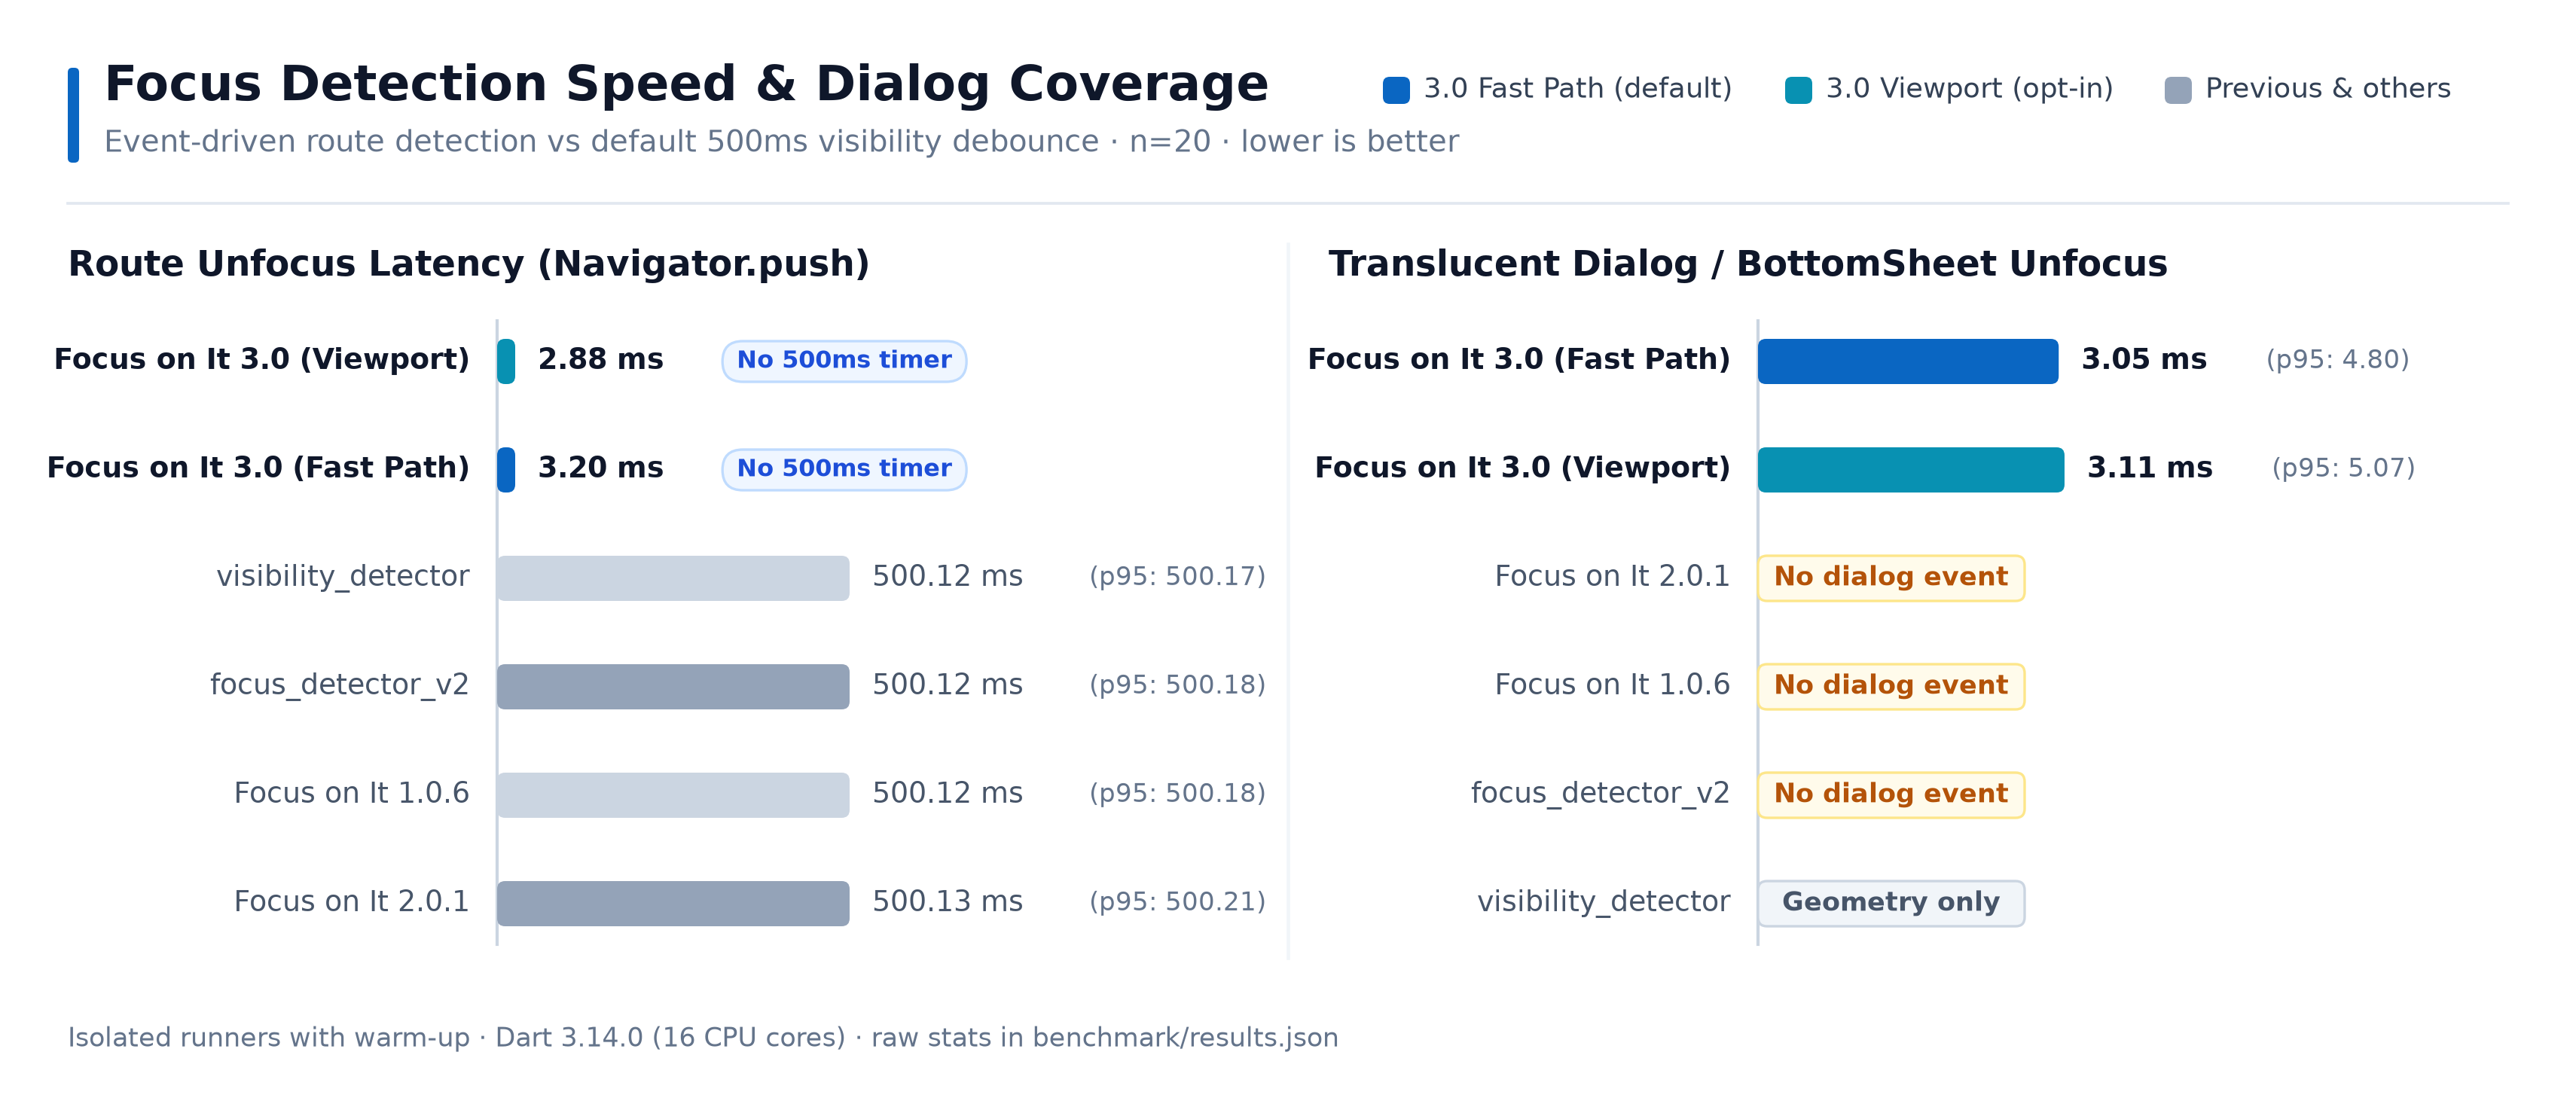 Focus Detection Speed & Dialog Coverage
3.0 Fast Path (default)
3.0 Viewport (opt-in)
Previous & others
Event-driven route detection vs default 500ms visibility debounce · n=20 · lower is better
Route Unfocus Latency (Navigator.push)
Focus on It 3.0 (Viewport) 2.88 ms No 500ms timer
Focus on It 3.0 (Fast Path) 3.20 ms No 500ms timer
visibility_detector 500.12 ms (p95: 500.17)
focus_detector_v2 500.12 ms (p95: 500.18)
Focus on It 1.0.6 500.12 ms (p95: 500.18)
Focus on It 2.0.1 500.13 ms (p95: 500.21)
Translucent Dialog / BottomSheet Unfocus
Focus on It 3.0 (Fast Path) 3.05 ms (p95: 4.80)
Focus on It 3.0 (Viewport) 3.11 ms (p95: 5.07)
Focus on It 2.0.1 No dialog event
Focus on It 1.0.6 No dialog event
focus_detector_v2 No dialog event
visibility_detector Geometry only
Isolated runners with warm-up · Dart 3.14.0 (16 CPU cores) · raw stats in benchmark/results.json